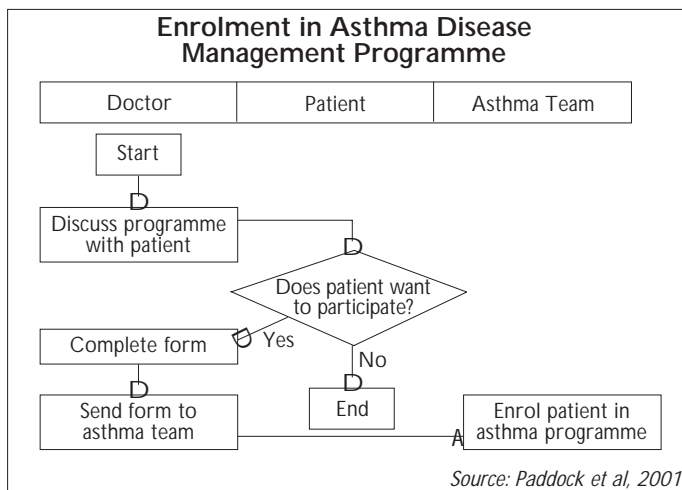 Enrolment in Asthma Disease
Management Programme
Doctor
Patient
Asthma Team
Start
D
D
Discuss programme
with patient
D
Does patient want
to participate?
D
Yes
Complete form
No
D
D
Send form to
asthma team
End
A
Enrol patient in
asthma programme
Source: Paddock et al, 2001